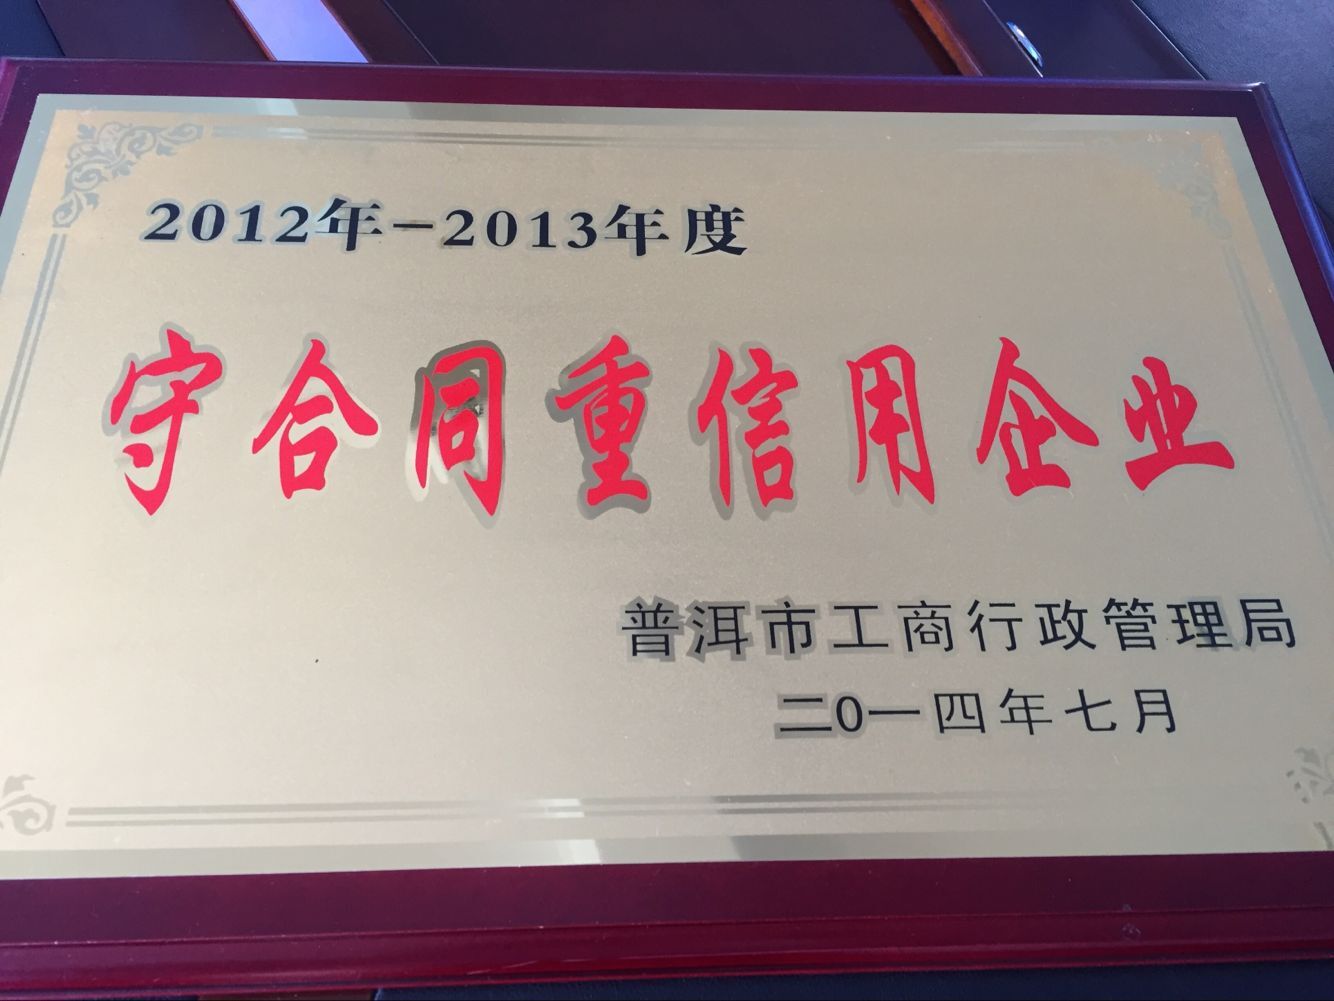 2012年-2013年度
守合同重信用企业
普洱市工商行政管理局
二0一四年七月